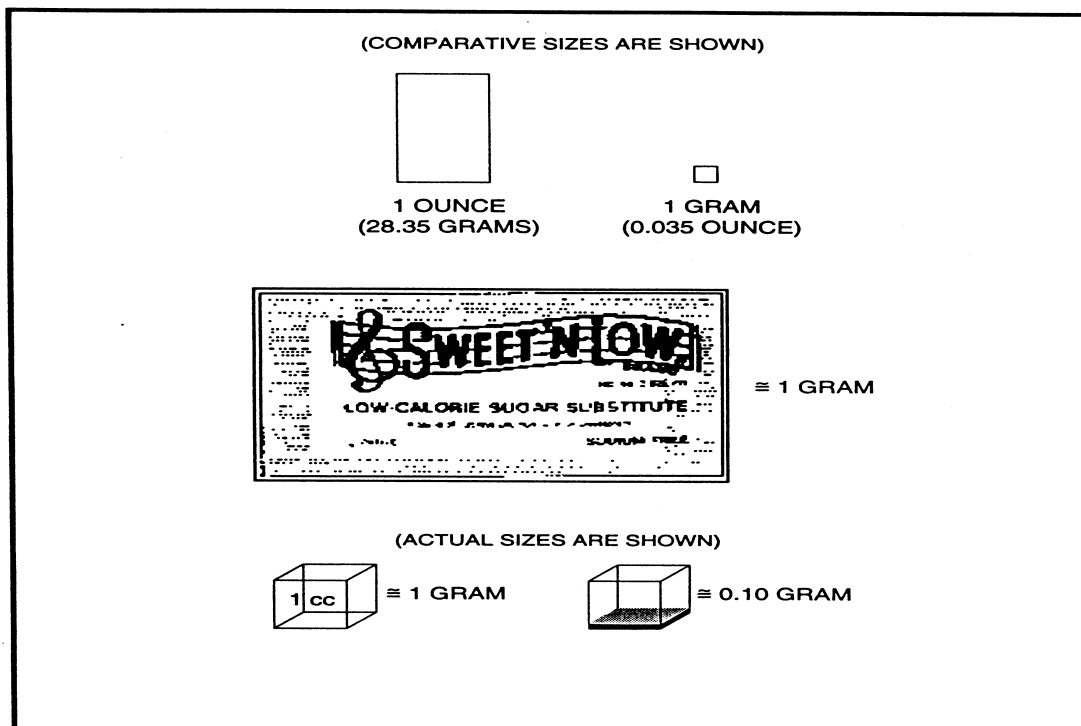 (COMPARATIVE SIZES ARE SHOWN)
1 OUNCE
(28.35 GRAMS)
1 GRAM
(0.035 OUNCE)
SWEET'N LOW
LOW-CALORIE SUGAR SUBSTITUTE
≅ 1 GRAM
(ACTUAL SIZES ARE SHOWN)
1 CC
≅ 1 GRAM
≅ 0.10 GRAM